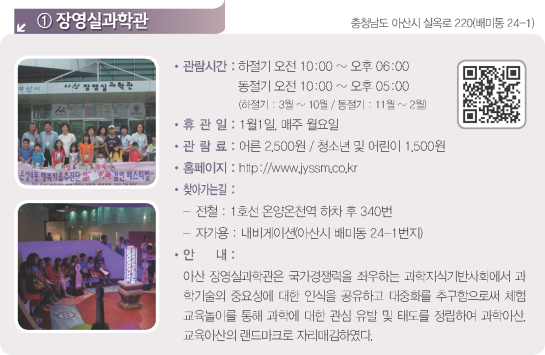 ① 장영실과학관
충청남도 아산시 실옥로 220(배미동 24-1)
아산 장영실과학관
• 관람시간 : 하절기 오전 10:00 ~ 오후 06:00
동절기 오전 10:00 ~ 오후 05:00
(하절기 : 3월 ~ 10월 / 동절기 : 11월 ~ 2월)
• 휴 관 일 : 1월1일, 매주 월요일
• 관 람 료 : 어른 2,500원 / 청소년 및 어린이 1,500원
• 홈페이지 : http://www.jyssm.co.kr
• 찾아가는길 :
- 전철 : 1호선 온양온천역 하차 후 340번
- 자가용 : 내비게이션(아산시 배미동 24-1번지)
• 안 내 :
아산 장영실과학관은 국가경쟁력을 좌우하는 과학지식기반사회에서 과
학기술의 중요성에 대한 인식을 공유하고 대중화를 추구함으로써 체험
교육놀이를 통해 과학에 대한 관심 유발 및 태도를 정립하여 과학아산,
교육아산의 랜드마크로 자리매김하였다.